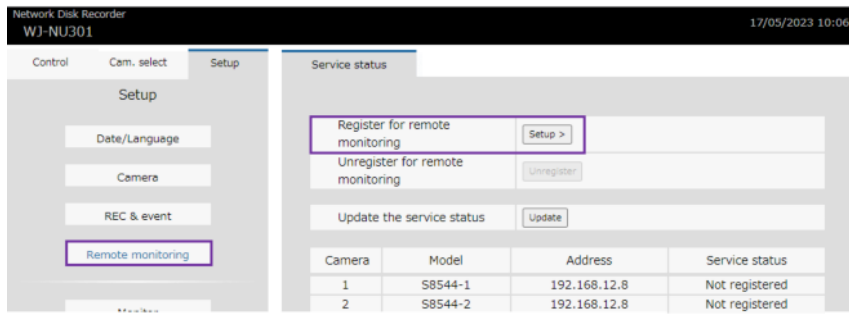 Network Disk Recorder
WJ-NU301
17/05/2023 10:06
Control Cam. select Setup
Service status
Setup
Date/Language
Camera
REC & event
Remote monitoring
Register for remote
monitoring
Setup >
Unregister for remote
monitoring
Unregister
Update the service status
Update
Camera Model Address Service status
1 S8544-1 192.168.12.8 Not registered
2 S8544-2 192.168.12.8 Not registered